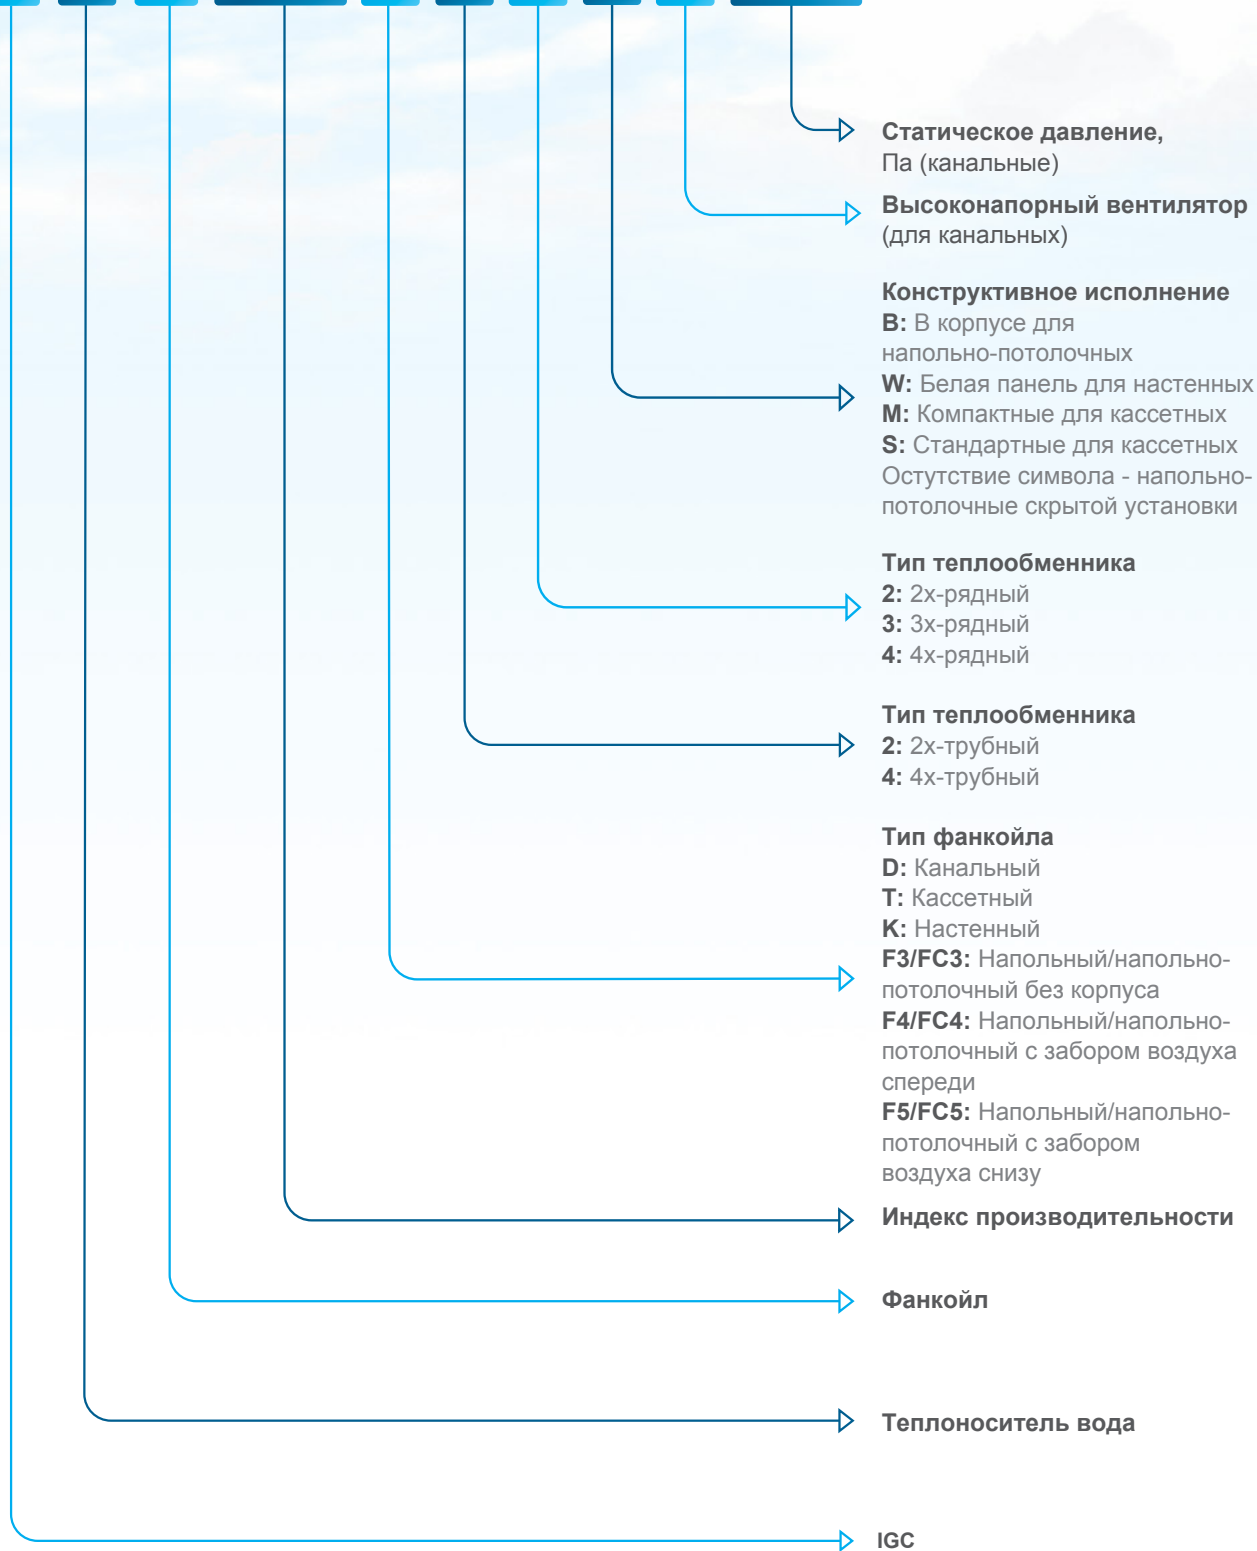 Статическое давление,
Па (канальные)
Высоконапорный вентилятор
(для канальных)
Конструктивное исполнение
B: В корпусе для
напольно-потолочных
W: Белая панель для настенных
M: Компактные для кассетных
S: Стандартные для кассетных
Остутствие символа - напольно-
потолочные скрытой установки
Тип теплообменника
2: 2х-рядный
3: 3х-рядный
4: 4х-рядный
Тип теплообменника
2: 2х-трубный
4: 4х-трубный
Тип фанкойла
D: Канальный
T: Кассетный
K: Настенный
F3/FC3: Напольный/напольно-
потолочный без корпуса
F4/FC4: Напольный/напольно-
потолочный с забором воздуха
спереди
F5/FC5: Напольный/напольно-
потолочный с забором
воздуха снизу
Индекс производительности
Фанкойл
Теплоноситель вода
IGC